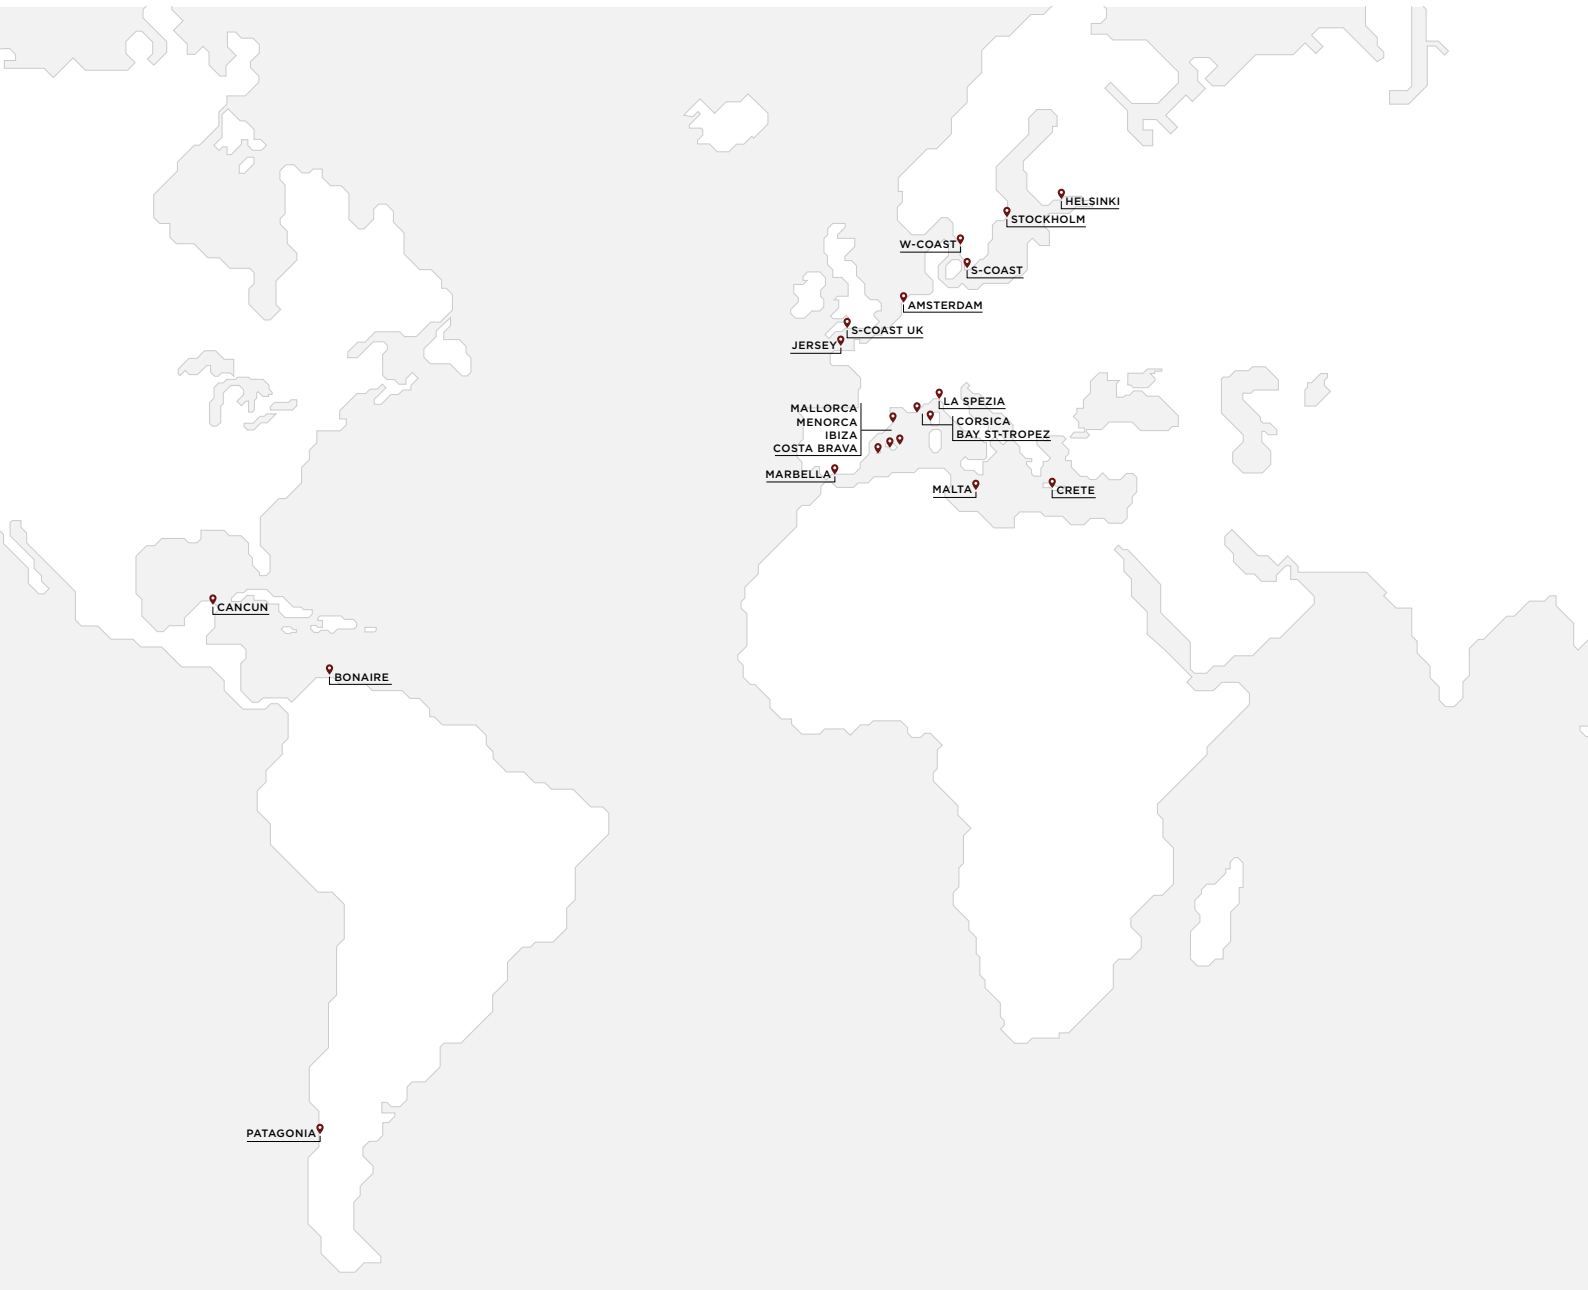 HELSINKI
STOCKHOLM
W-COAST
S-COAST
AMSTERDAM
S-COAST UK
JERSEY
LA SPEZIA
MALLORCA
MENORCA
IBIZA
COSTA BRAVA
CORSICA
BAY ST-TROPEZ
MARBELLA
MALTA
CRETE
CANCUN
BONAIRE
PATAGONIA